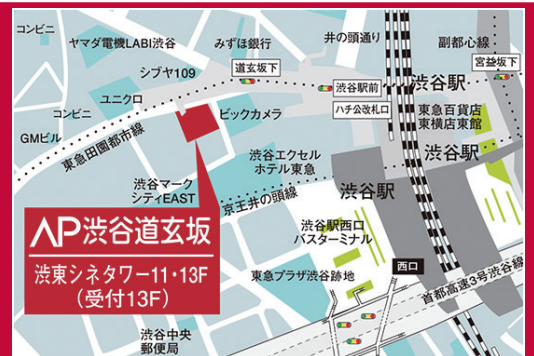 コンビニ
ヤマダ電機LABI渋谷
みずほ銀行
井の頭通り
副都心線
シブヤ109
道玄坂下
宮益坂下
渋谷駅前
渋谷駅
ユニクロ
コンビニ
ビックカメラ
ハチ公改札口
東急百貨店
東横店東館
GMビル
東急田園都市線
渋谷エクセル
ホテル東急
渋谷駅
渋谷マーク
シティEAST
京王井の頭線
渋谷駅
AP渋谷道玄坂
渋東シネタワー11・13F
（受付13F）
渋谷駅西口
バスターミナル
東急プラザ渋谷跡地
西口
首都高速3号渋谷線
渋谷中央
郵便局